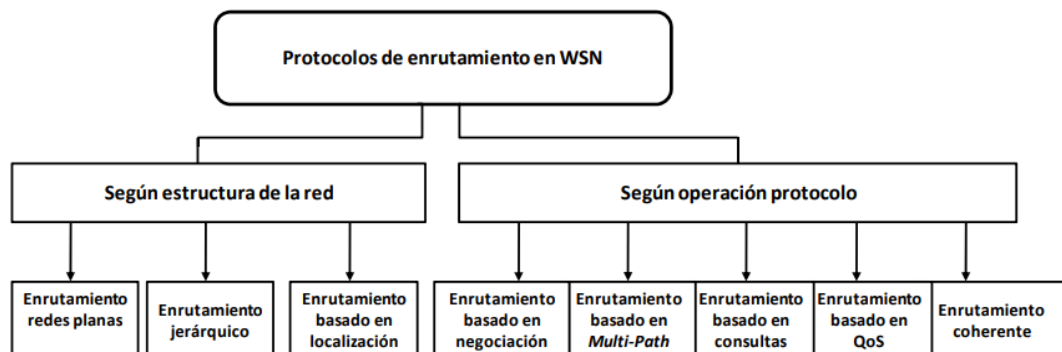 Protocolos de enrutamiento en WSN
Según estructura de la red
Según operación protocolo
Enrutamiento
redes planas
Enrutamiento
jerárquico
Enrutamiento
basado en
localización
Enrutamiento
basado en
negociación
Enrutamiento
basado en
Multi-Path
Enrutamiento
basado en
consultas
Enrutamiento
basado en
QoS
Enrutamiento
coherente